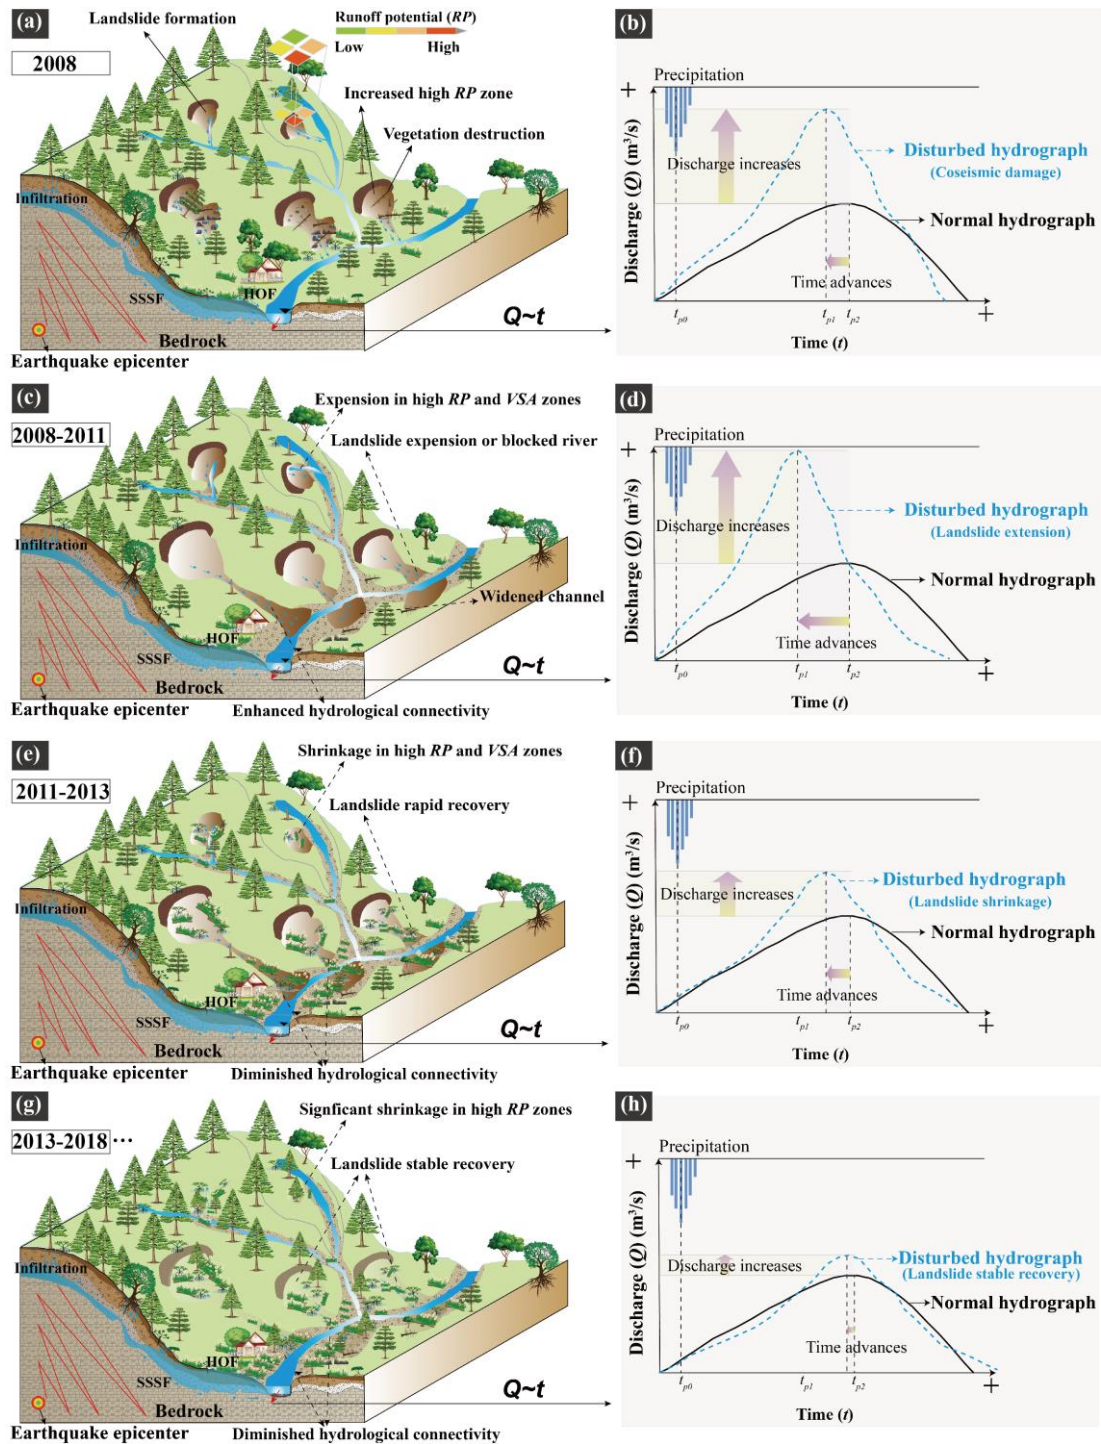 (a)
2008
Landslide formation
Runoff potential (RP)
Low High
Increased high RP zone
Vegetation destruction
Infiltration
SSSF
HOF
Bedrock
Q~t
Earthquake epicenter
(b)
Precipitation
+
Discharge (Q) (m³/s)
Discharge increases
Disturbed hydrograph
(Coseismic damage)
Normal hydrograph
Time advances
tp0 tp1 tp2
+
Time (t)
(c)
2008-2011
Expension in high RP and VSA zones
Landslide expension or blocked river
Widened channel
Infiltration
HOF
SSSF
Bedrock
Q~t
Earthquake epicenter
Enhanced hydrological connectivity
(d)
Precipitation
+
Discharge (Q) (m³/s)
Discharge increases
Disturbed hydrograph
(Landslide extension)
Normal hydrograph
Time advances
tp0 tp1 tp2
+
Time (t)
(e)
2011-2013
Shrinkage in high RP and VSA zones
Landslide rapid recovery
Infiltration
HOF
SSSF
Bedrock
Q~t
Earthquake epicenter
Diminished hydrological connectivity
(f)
Precipitation
+
Discharge (Q) (m³/s)
Discharge increases
Disturbed hydrograph
(Landslide shrinkage)
Normal hydrograph
Time advances
tp0 tp1 tp2
+
Time (t)
(g)
2013-2018 ···
Signficant shrinkage in high RP zones
Landslide stable recovery
Infiltration
HOF
SSSF
Bedrock
Q~t
Earthquake epicenter
Diminished hydrological connectivity
(h)
Precipitation
+
Discharge (Q) (m³/s)
Discharge increases
Disturbed hydrograph
(Landslide stable recovery)
Normal hydrograph
Time advances
tp0 tp1 tp2
+
Time (t)